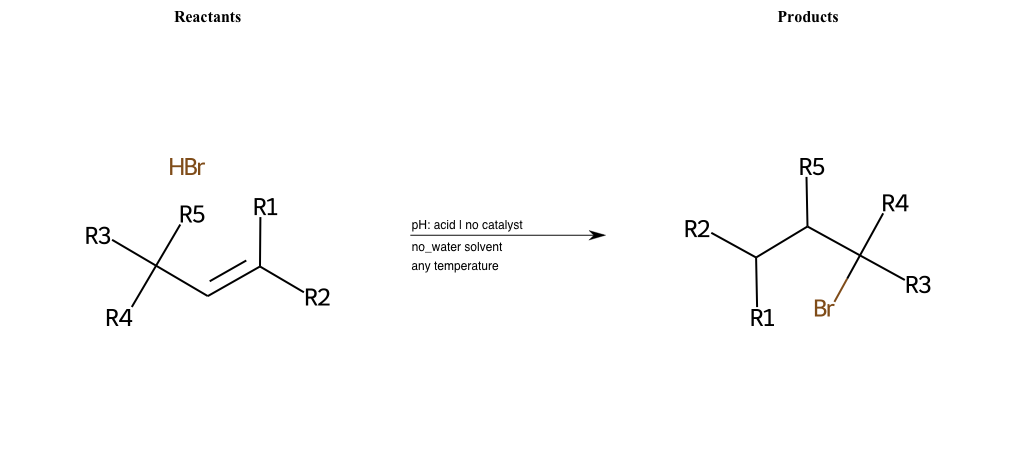 Reactants
Products
HBr
R5
R1
R3
R4
R2
pH: acid | no catalyst
no_water solvent
any temperature
R5
R4
R2
R3
Br
R1